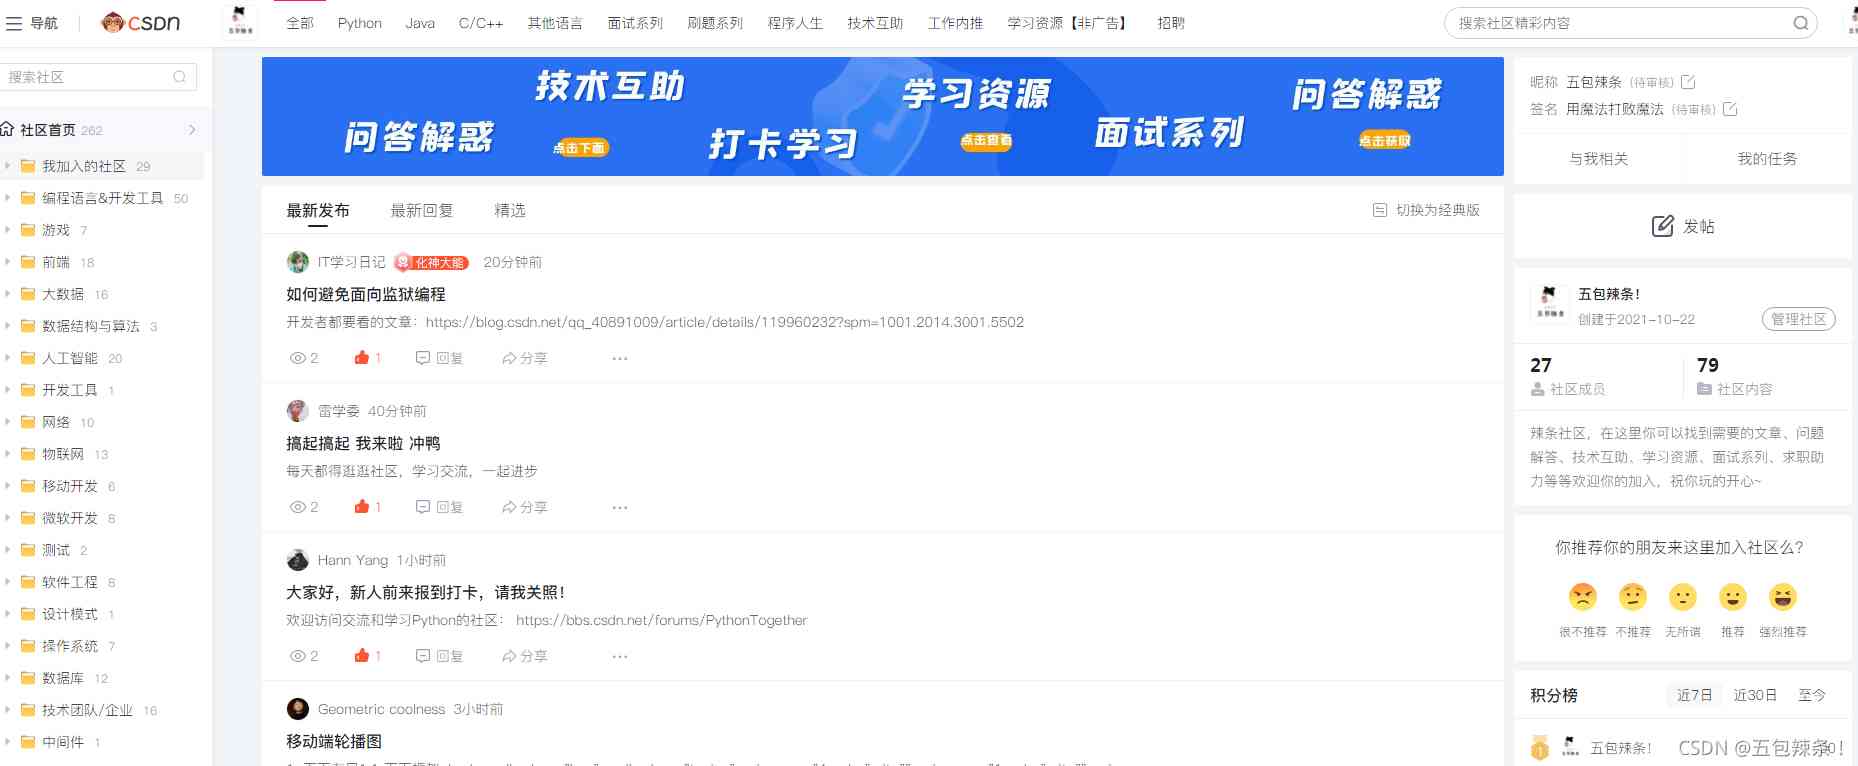 导航
CSDN
全部 Python Java C/C++ 其他语言 面试系列 刷题系列 程序人生 技术互助 工作内推 学习资源【非广告】 招聘
搜索社区精彩内容
搜索社区
社区首页 262
我加入的社区 29
编程语言&开发工具 50
游戏 7
前端 18
大数据 16
数据结构与算法 3
人工智能 20
开发工具 1
网络 10
物联网 13
移动开发 6
微软开发 8
测试 2
软件工程 8
设计模式 1
操作系统 7
数据库 12
技术团队/企业 16
中间件 1
问答解惑
技术互助
点击下面
打卡学习
学习资源
点击查看
面试系列
问答解惑
点击获取
最新发布 最新回复 精选
切换为经典版
IT学习日记 化神大能 20分钟前
如何避免面向监狱编程
开发者都要看的文章：https://blog.csdn.net/qq_40891009/article/details/119960232?spm=1001.2014.3001.5502
2 1 回复 分享 ...
雷学委 40分钟前
搞起搞起 我来啦 冲鸭
每天都得逛逛社区，学习交流，一起进步
2 1 回复 分享 ...
Hann Yang 1小时前
大家好，新人前来报到打卡，请我关照！
欢迎访问交流和学习Python的社区： https://bbs.csdn.net/forums/PythonTogether
2 1 回复 分享 ...
Geometric coolness 3小时前
移动端轮播图
昵称 五包辣条 (待审核)
签名 用魔法打败魔法 (待审核)
与我相关 我的任务
发帖
五包辣条！
创建于2021-10-22
管理社区
27 79
社区成员 社区内容
辣条社区，在这里你可以找到需要的文章、问题
解答、技术互助、学习资源、面试系列、求职助
力等等欢迎你的加入，祝你玩的开心~
你推荐你的朋友来这里加入社区么?
很不推荐 不推荐 无所谓 推荐 强烈推荐
积分榜 近7日 近30日 至今
五包辣条！
CSDN @五包辣条！